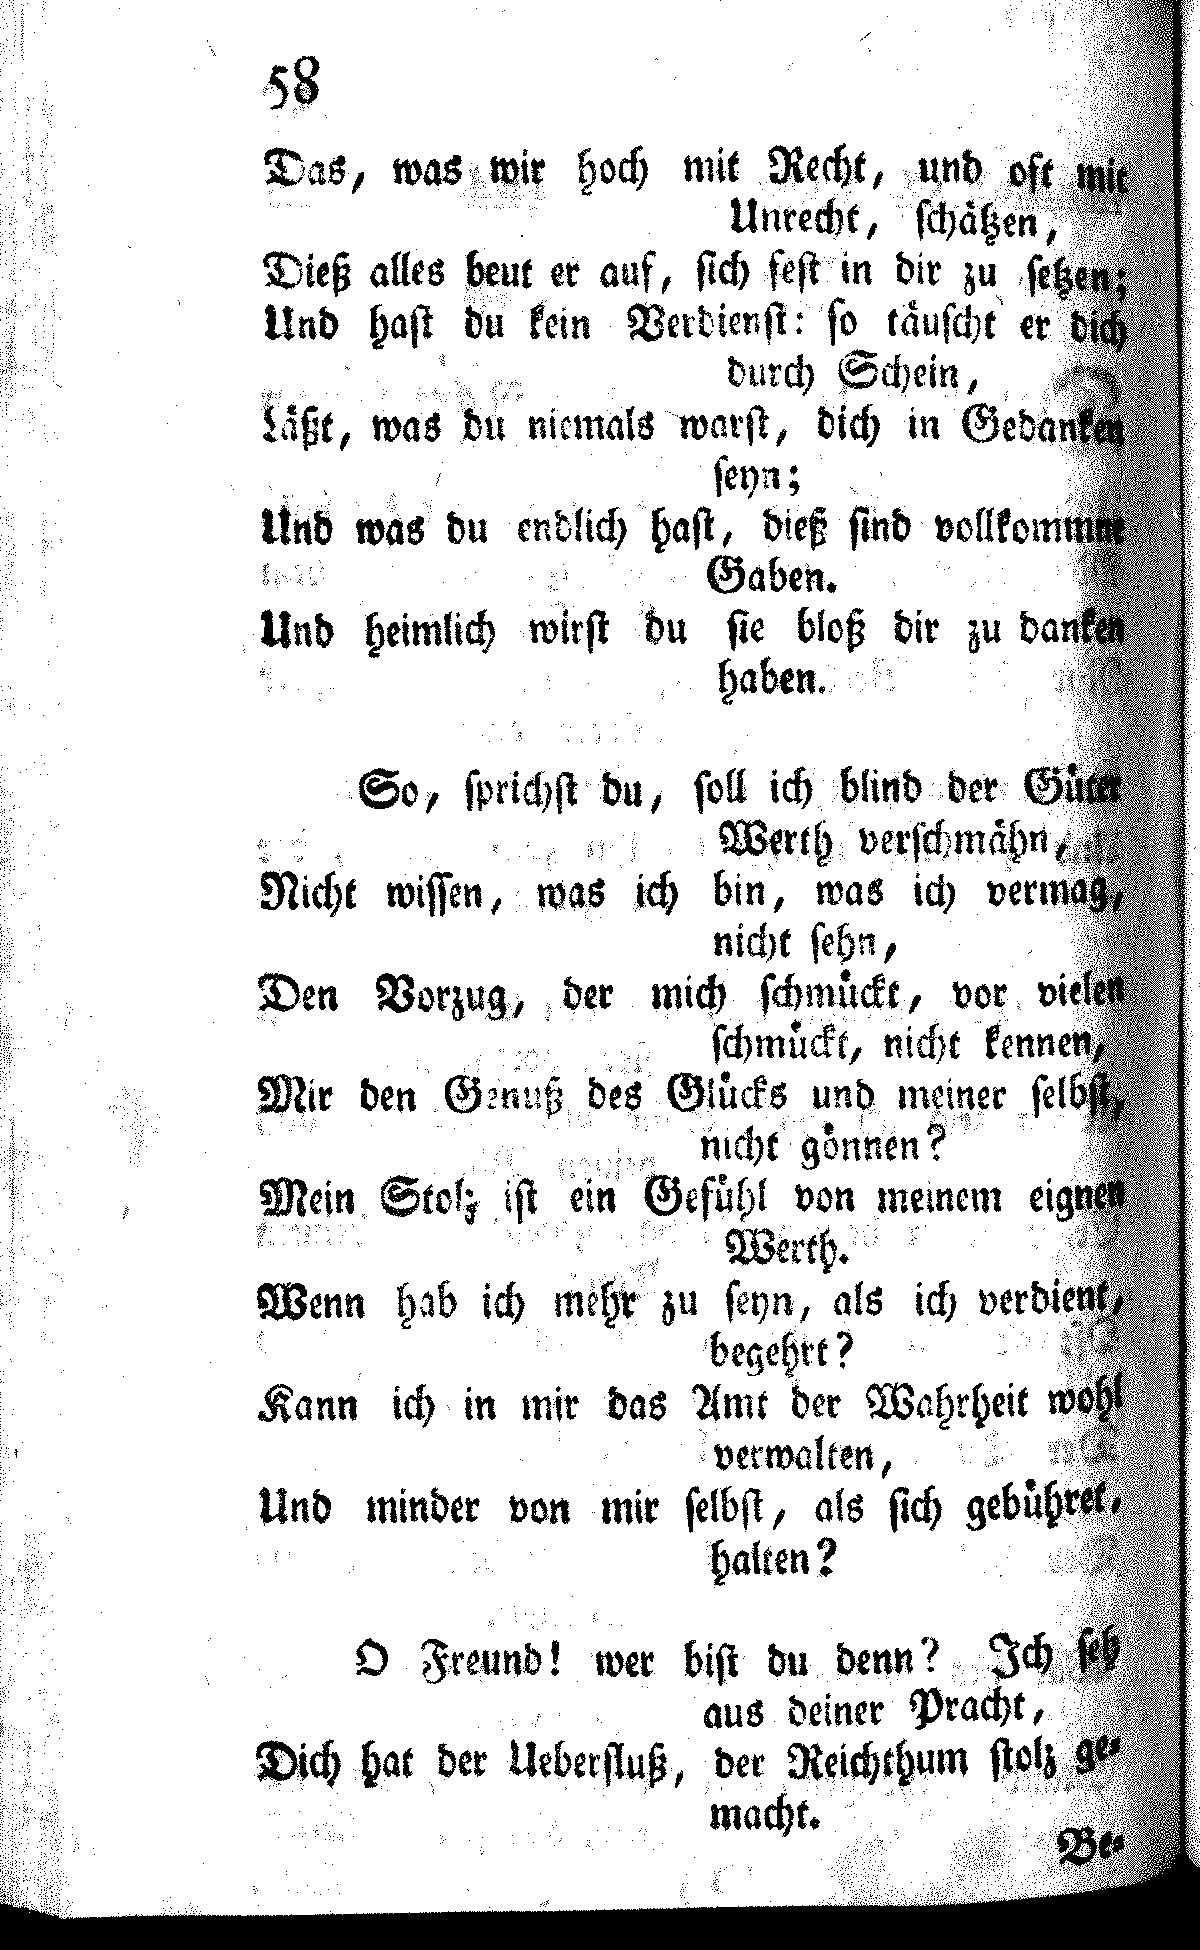 58
Das, was wir hoch mit Recht, und oft mit
Unrecht, schätzen,
Dieß alles beut er auf, sich fest in dir zu setzen;
Und hast du kein Verdienst: so täuscht er dich
durch Schein,
Läßt, was du niemals warst, dich in Gedanken
seyn;
Und was du endlich hast, dieß sind vollkommne
Gaben.
Und heimlich wirst du sie bloß dir zu danken
haben.
So, sprichst du, soll ich blind der Güter
Werth verschmähn,
Nicht wissen, was ich bin, was ich vermag,
nicht sehn,
Den Vorzug, der mich schmückt, vor vielen
schmückt, nicht kennen,
Mir den Genuß des Glücks und meiner selbst,
nicht gönnen?
Mein Stolz ist ein Gefühl von meinem eignen
Werth.
Wenn hab ich mehr zu seyn, als ich verdient,
begehrt?
Kann ich in mir das Amt der Wahrheit wohl
verwalten,
Und minder von mir selbst, als sich gebühret,
halten?
O Freund! wer bist du denn? Ich seh
aus deiner Pracht,
Dich hat der Ueberfluß, der Reichthum stolz ge-
macht.
Be-